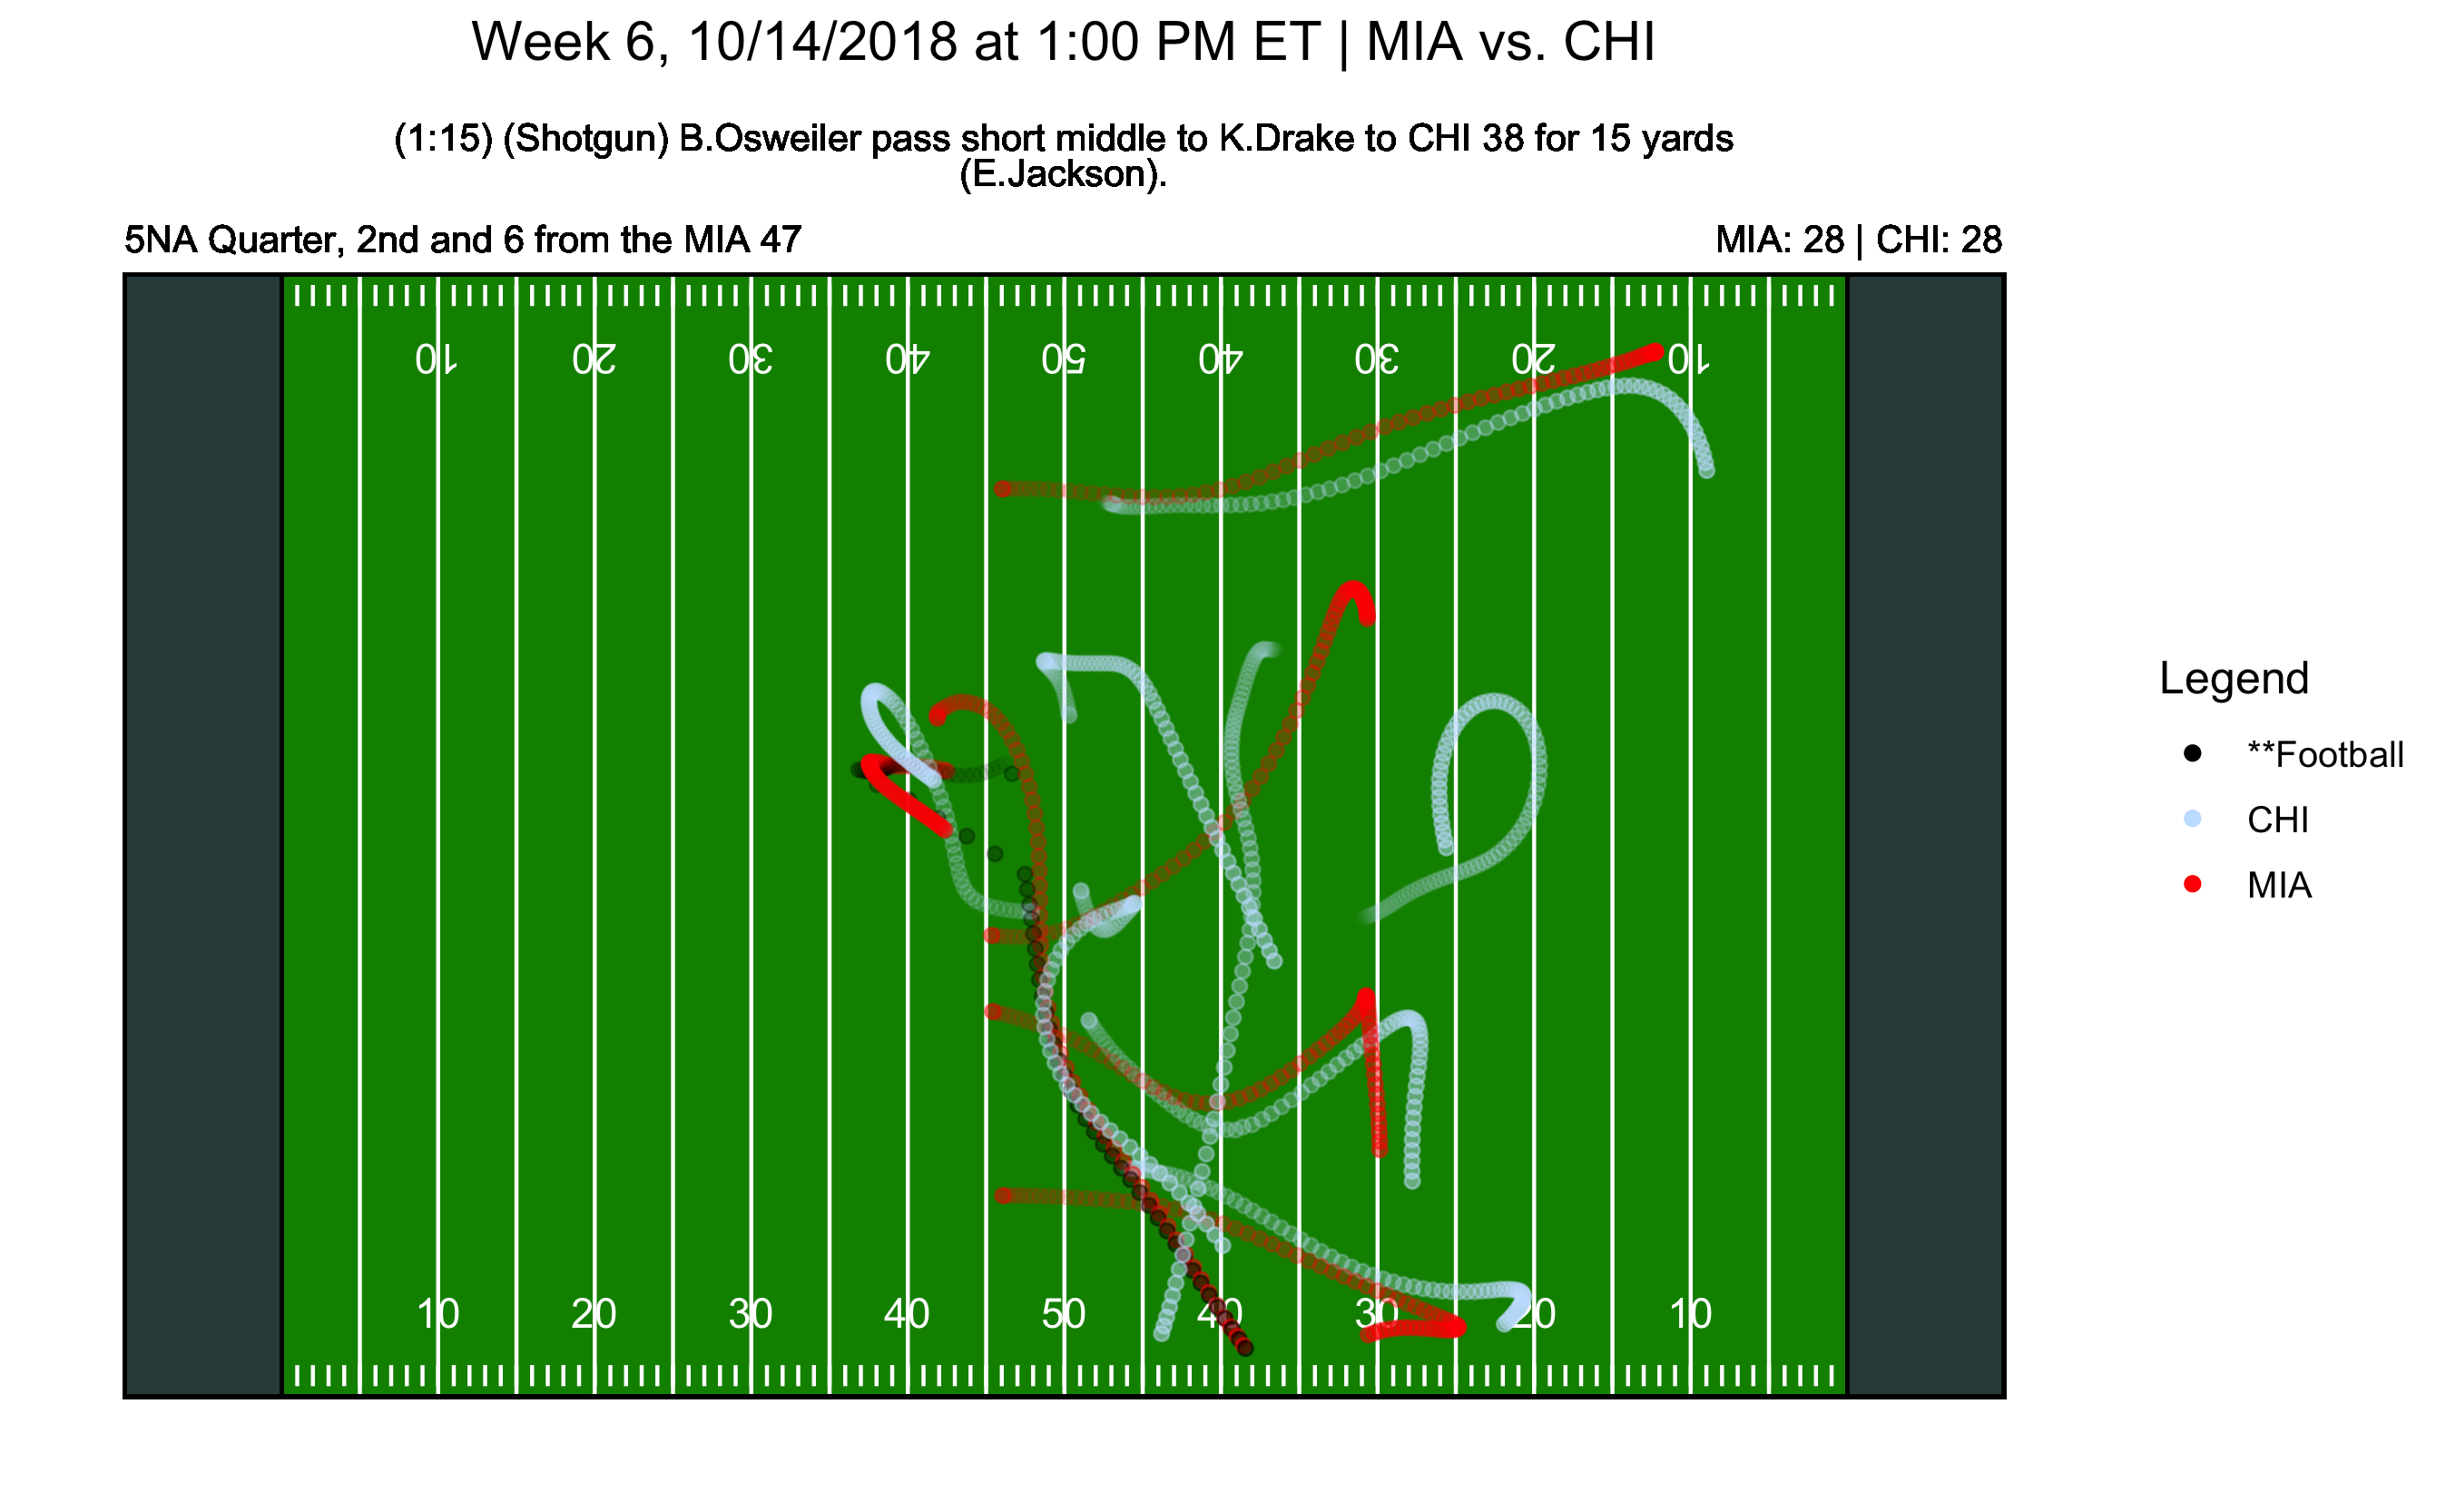 Week 6, 10/14/2018 at 1:00 PM ET | MIA vs. CHI
(1:15) (Shotgun) B.Osweiler pass short middle to K.Drake to CHI 38 for 15 yards
(E.Jackson).
5NA Quarter, 2nd and 6 from the MIA 47 MIA: 28 | CHI: 28
10 20 30 40 50 40 30 20 10
Legend
**Football
CHI
MIA
10 20 30 40 50 40 30 20 10